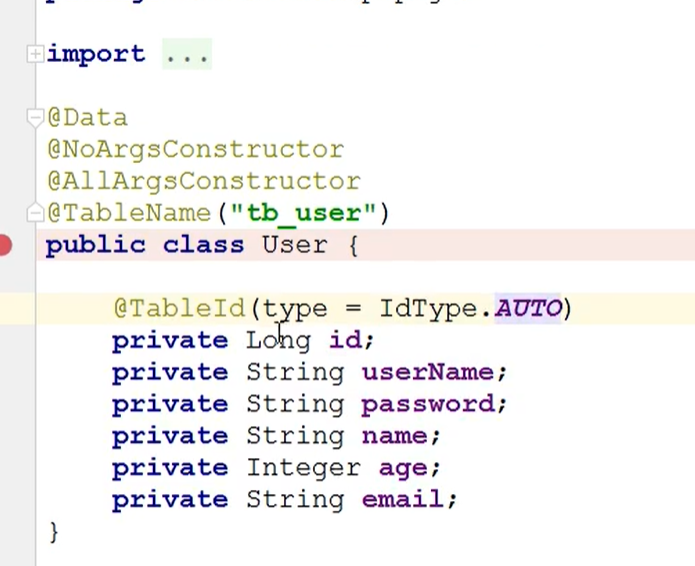 import ...
@Data
@NoArgsConstructor
@AllArgsConstructor
@TableName("tb_user")
public class User {
@TableId(type = IdType.AUTO)
private Long id;
private String userName;
private String password;
private String name;
private Integer age;
private String email;
}